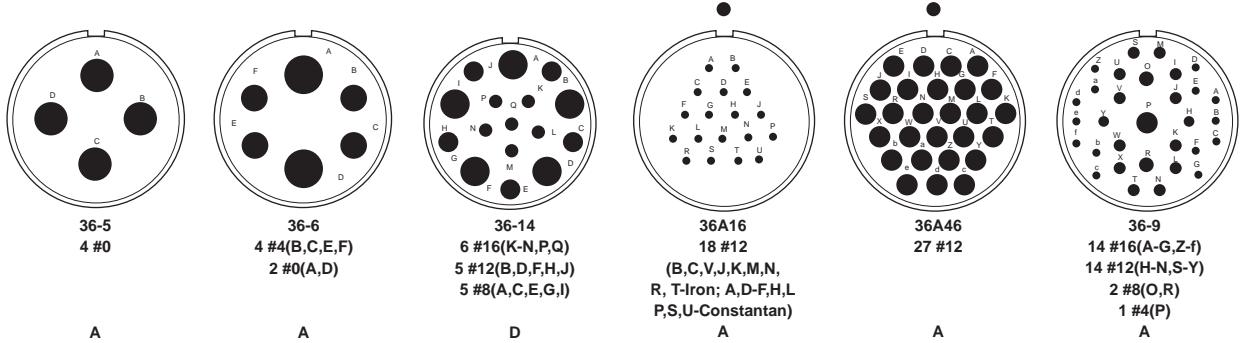 A
D B
C
36-5
4 #0
A
A
F B
E C
D
36-6
4 #4(B,C,E,F)
2 #0(A,D)
A
J A
I B
P K
Q
H N L C
G D
M
F E
36-14
6 #16(K-N,P,Q)
5 #12(B,D,F,H,J)
5 #8(A,C,E,G,I)
D
A B
C D E
F G H J
K L M N P
R S T U
36A16
18 #12
(B,C,V,J,K,M,N,
R, T-Iron; A,D-F,H,L
P,S,U-Constantan)
A
E D C A
J I H G F
S R N M L K
X W V U T
b a Z Y
e d c
36A46
27 #12
A
S M
Z U O I D
a V J E
d A
e Y P H B
f W K C
b X R L F
c G
T N
36-9
14 #16(A-G,Z-f)
14 #12(H-N,S-Y)
2 #8(O,R)
1 #4(P)
A